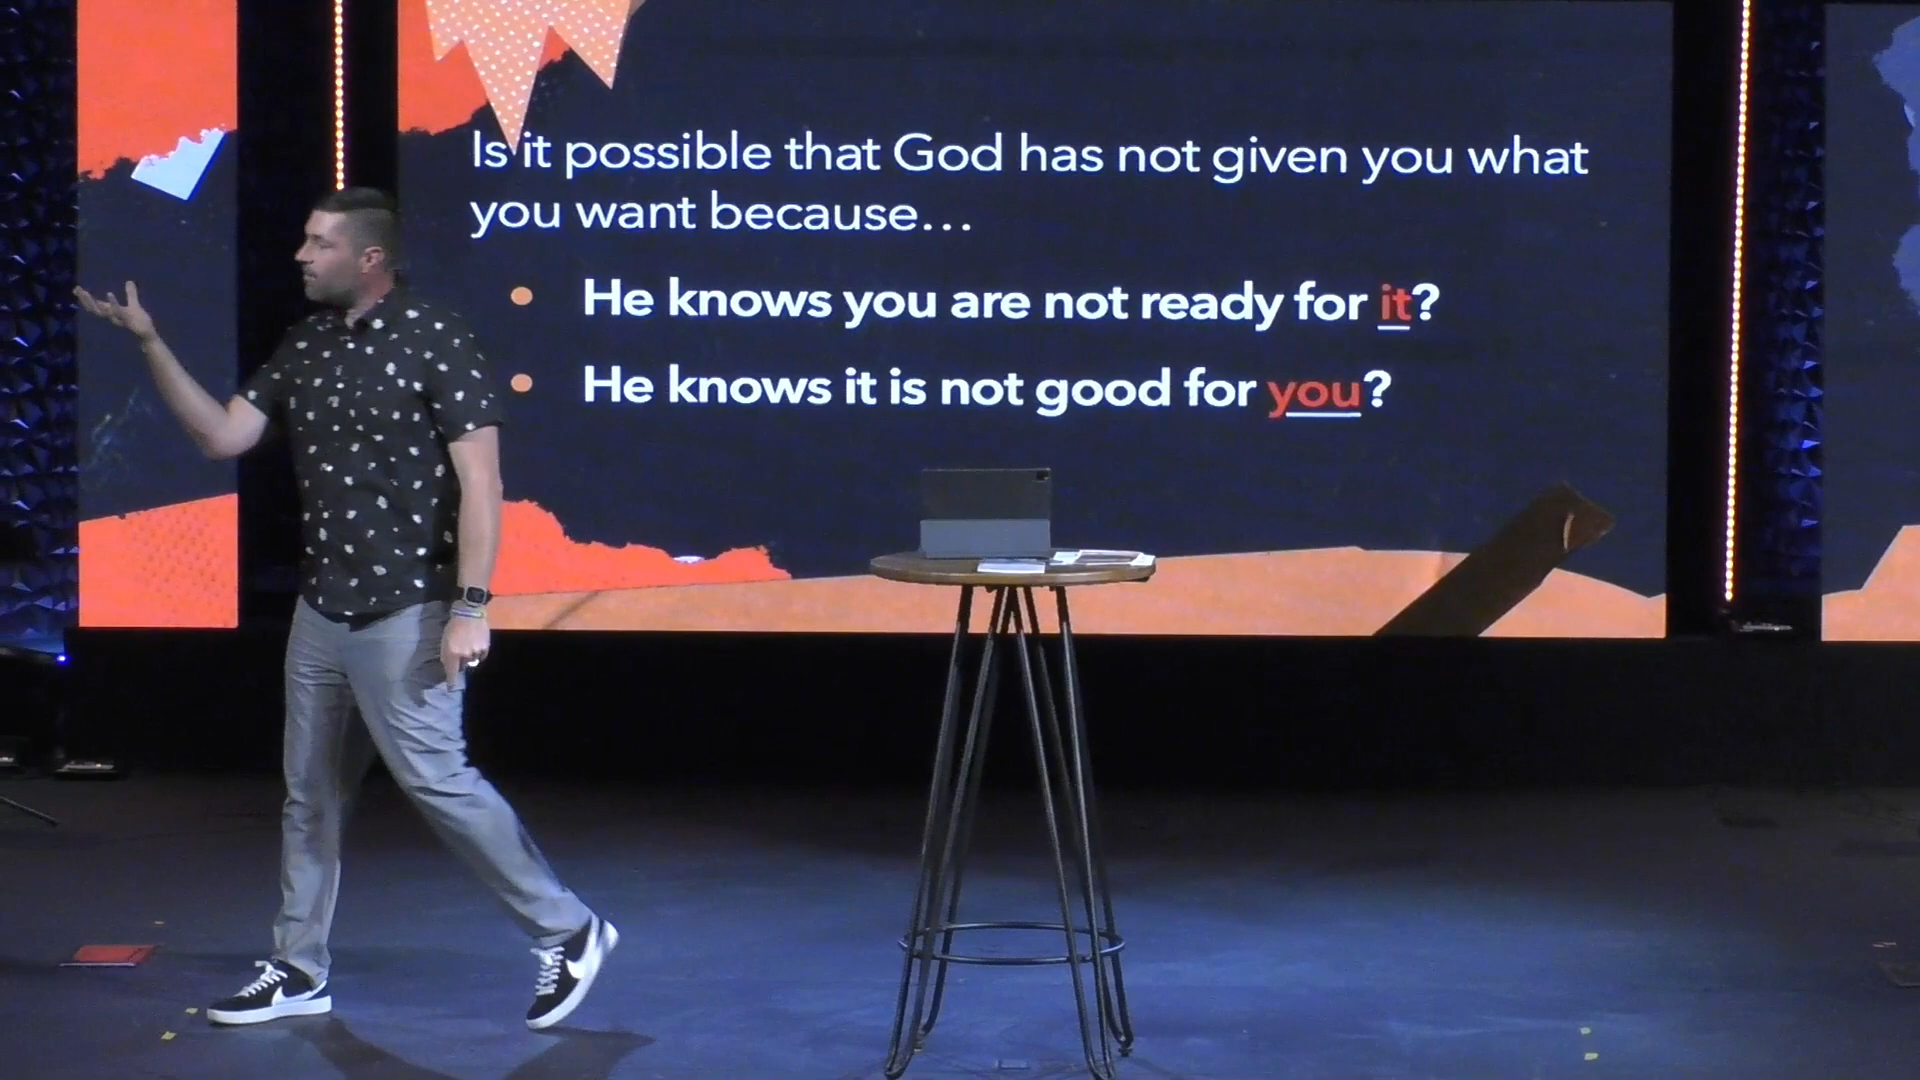 Is it possible that God has not given you what
you want because...
• He knows you are not ready for it?
• He knows it is not good for you?